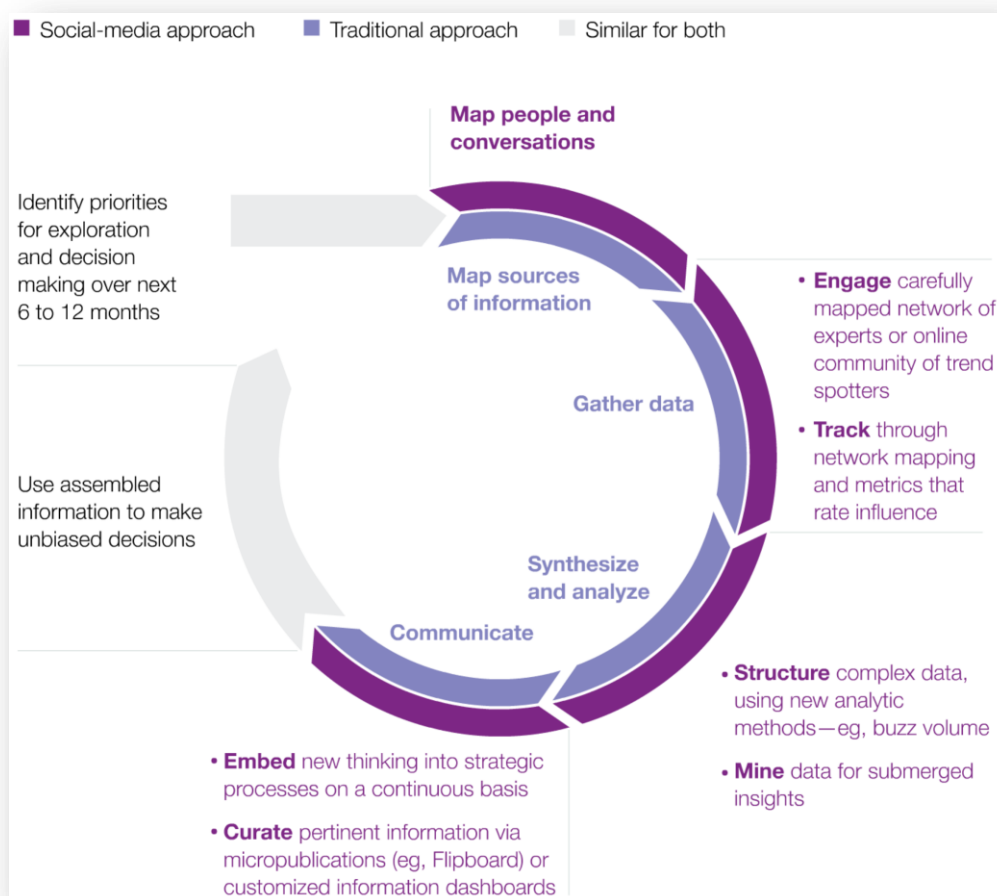 Social-media approach
Traditional approach
Similar for both
Map people and
conversations
Identify priorities
for exploration
and decision
making over next
6 to 12 months
Map sources
of information
• Engage carefully
mapped network of
experts or online
community of trend
spotters
• Track through
network mapping
and metrics that
rate influence
Gather data
Use assembled
information to make
unbiased decisions
Synthesize
and analyze
Communicate
• Structure complex data,
using new analytic
methods—eg, buzz volume
• Mine data for submerged
insights
• Embed new thinking into strategic
processes on a continuous basis
• Curate pertinent information via
micropublications (eg, Flipboard) or
customized information dashboards